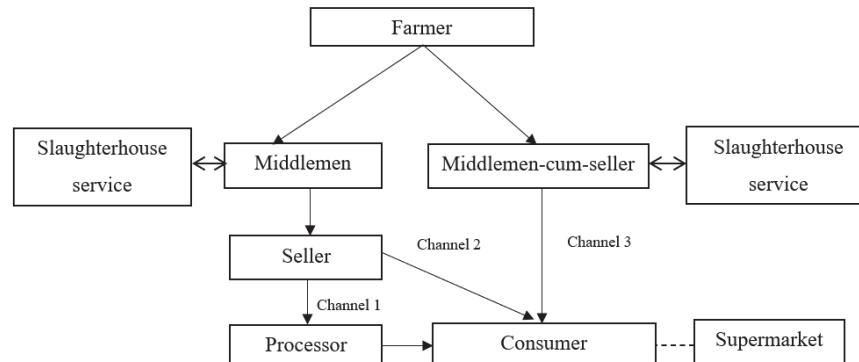 Farmer
Slaughterhouse
service
Middlemen
Middlemen-cum-seller
Slaughterhouse
service
Seller
Channel 2
Channel 3
Channel 1
Processor
Consumer
Supermarket